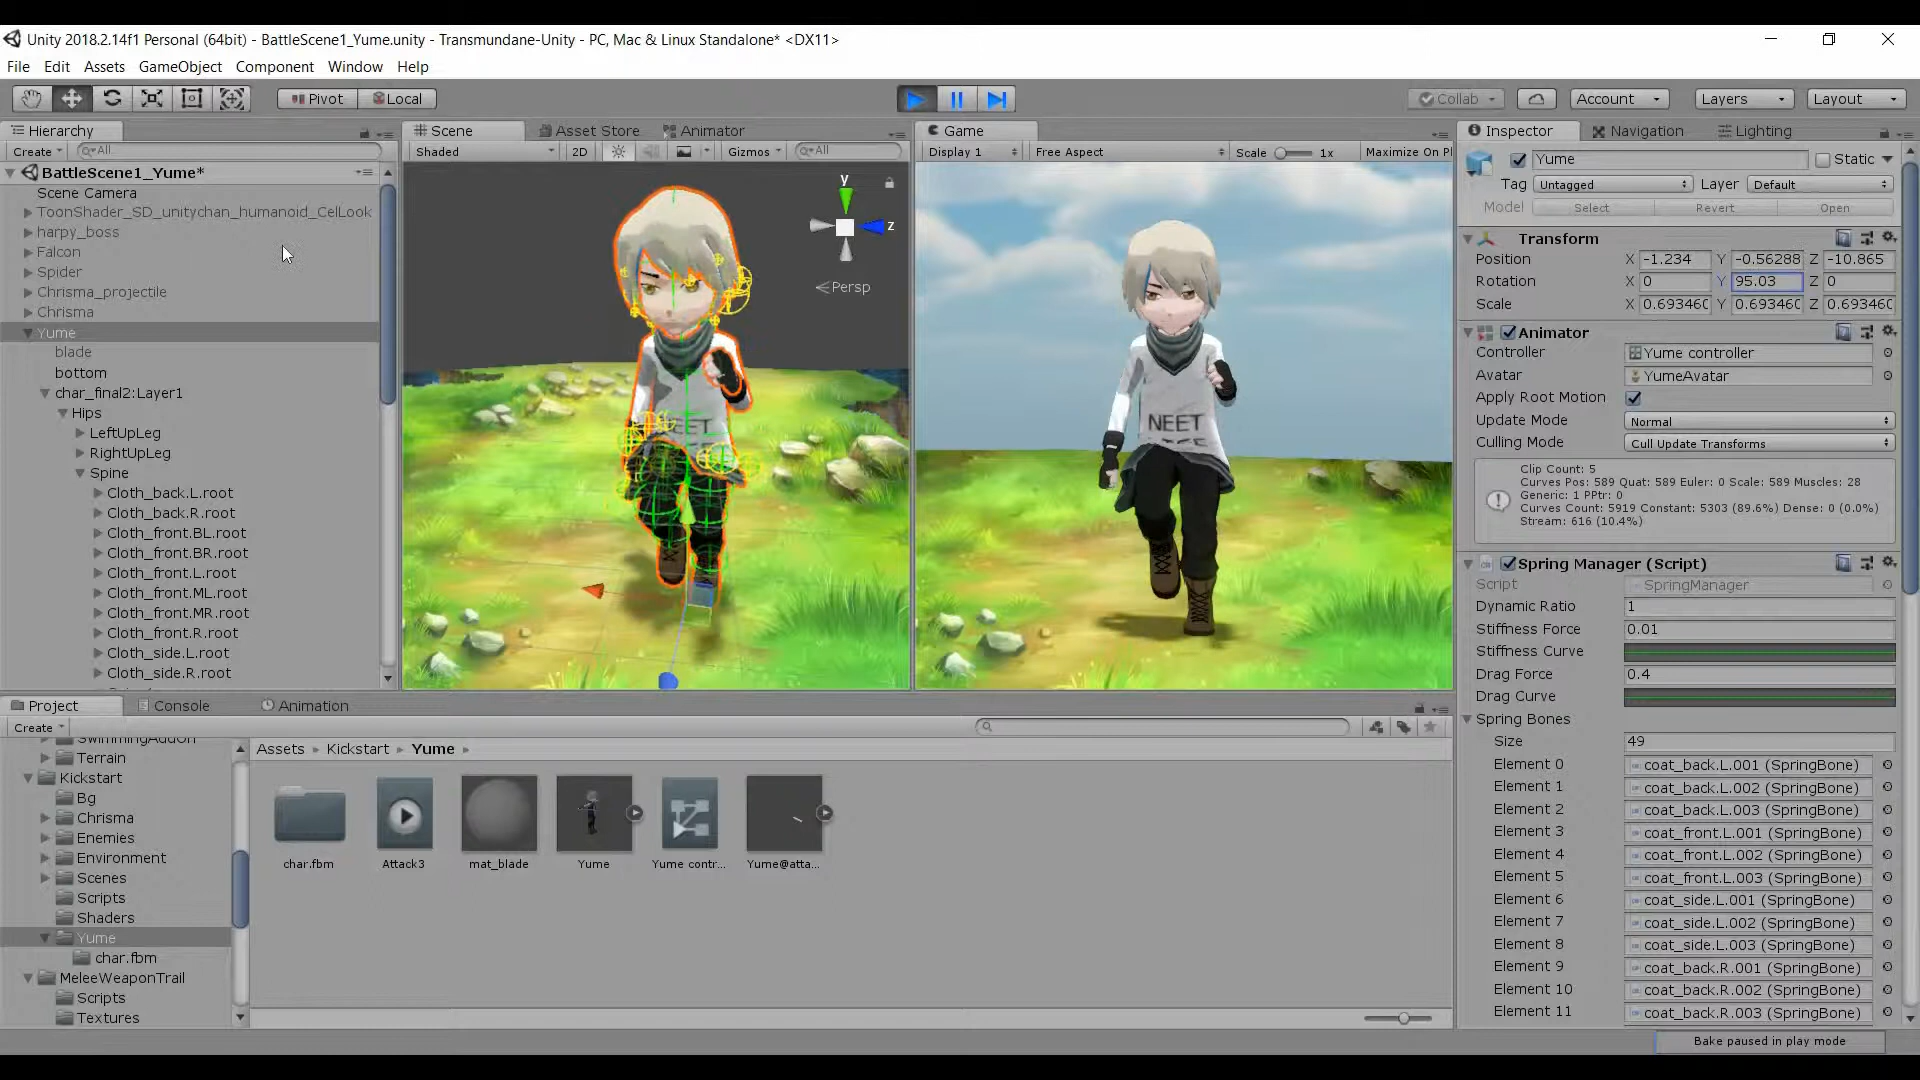 Unity 2018.2.14f1 Personal (64bit) - BattleScene1_Yume.unity - Transmundane-Unity - PC, Mac & Linux Standalone* <DX11>
File Edit Assets GameObject Component Window Help
Pivot Local
Collab Account Layers Layout
Hierarchy
Create All
BattleScene1_Yume*
Scene Camera
ToonShader_SD_unitychan_humanoid_CelLook
harpy_boss
Falcon
Spider
Chrisma_projectile
Chrisma
Yume
blade
bottom
char_final2:Layer1
Hips
LeftUpLeg
RightUpLeg
Spine
Cloth_back.L.root
Cloth_back.R.root
Cloth_front.BL.root
Cloth_front.BR.root
Cloth_front.L.root
Cloth_front.ML.root
Cloth_front.MR.root
Cloth_front.R.root
Cloth_side.L.root
Cloth_side.R.root
Scene Asset Store Animator
Shaded 2D Gizmos All
y
z
Persp
EET
Game
Display 1 Free Aspect Scale 1x Maximize On Pl
NEET
Inspector Navigation Lighting
Yume Static
Tag Untagged Layer Default
Model Select Revert Open
Transform
Position X -1.234 Y -0.56288 Z -10.865
Rotation X 0 Y 95.03 Z 0
Scale X 0.69346( Y 0.69346( Z 0.69346(
Animator
Controller Yume controller
Avatar YumeAvatar
Apply Root Motion
Update Mode Normal
Culling Mode Cull Update Transforms
Clip Count: 5
Curves Pos: 589 Quat: 589 Euler: 0 Scale: 589 Muscles: 28
Generic: 1 PPtr: 0
Curves Count: 5919 Constant: 5303 (89.6%) Dense: 0 (0.0%)
Stream: 616 (10.4%)
Spring Manager (Script)
Script SpringManager
Dynamic Ratio 1
Stiffness Force 0.01
Stiffness Curve
Drag Force 0.4
Drag Curve
Spring Bones
Size 49
Element 0 coat_back.L.001 (SpringBone)
Element 1 coat_back.L.002 (SpringBone)
Element 2 coat_back.L.003 (SpringBone)
Element 3 coat_front.L.001 (SpringBone)
Element 4 coat_front.L.002 (SpringBone)
Element 5 coat_front.L.003 (SpringBone)
Element 6 coat_side.L.001 (SpringBone)
Element 7 coat_side.L.002 (SpringBone)
Element 8 coat_side.L.003 (SpringBone)
Element 9 coat_back.R.001 (SpringBone)
Element 10 coat_back.R.002 (SpringBone)
Element 11 coat_back.R.003 (SpringBone)
Project Console Animation
Create
SwimmingAddOn
Terrain
Kickstart
Bg
Chrisma
Enemies
Environment
Scenes
Scripts
Shaders
Yume
char.fbm
MeleeWeaponTrail
Scripts
Textures
Assets Kickstart Yume
char.fbm Attack3 mat_blade Yume Yume contr... Yume@atta...
Bake paused in play mode